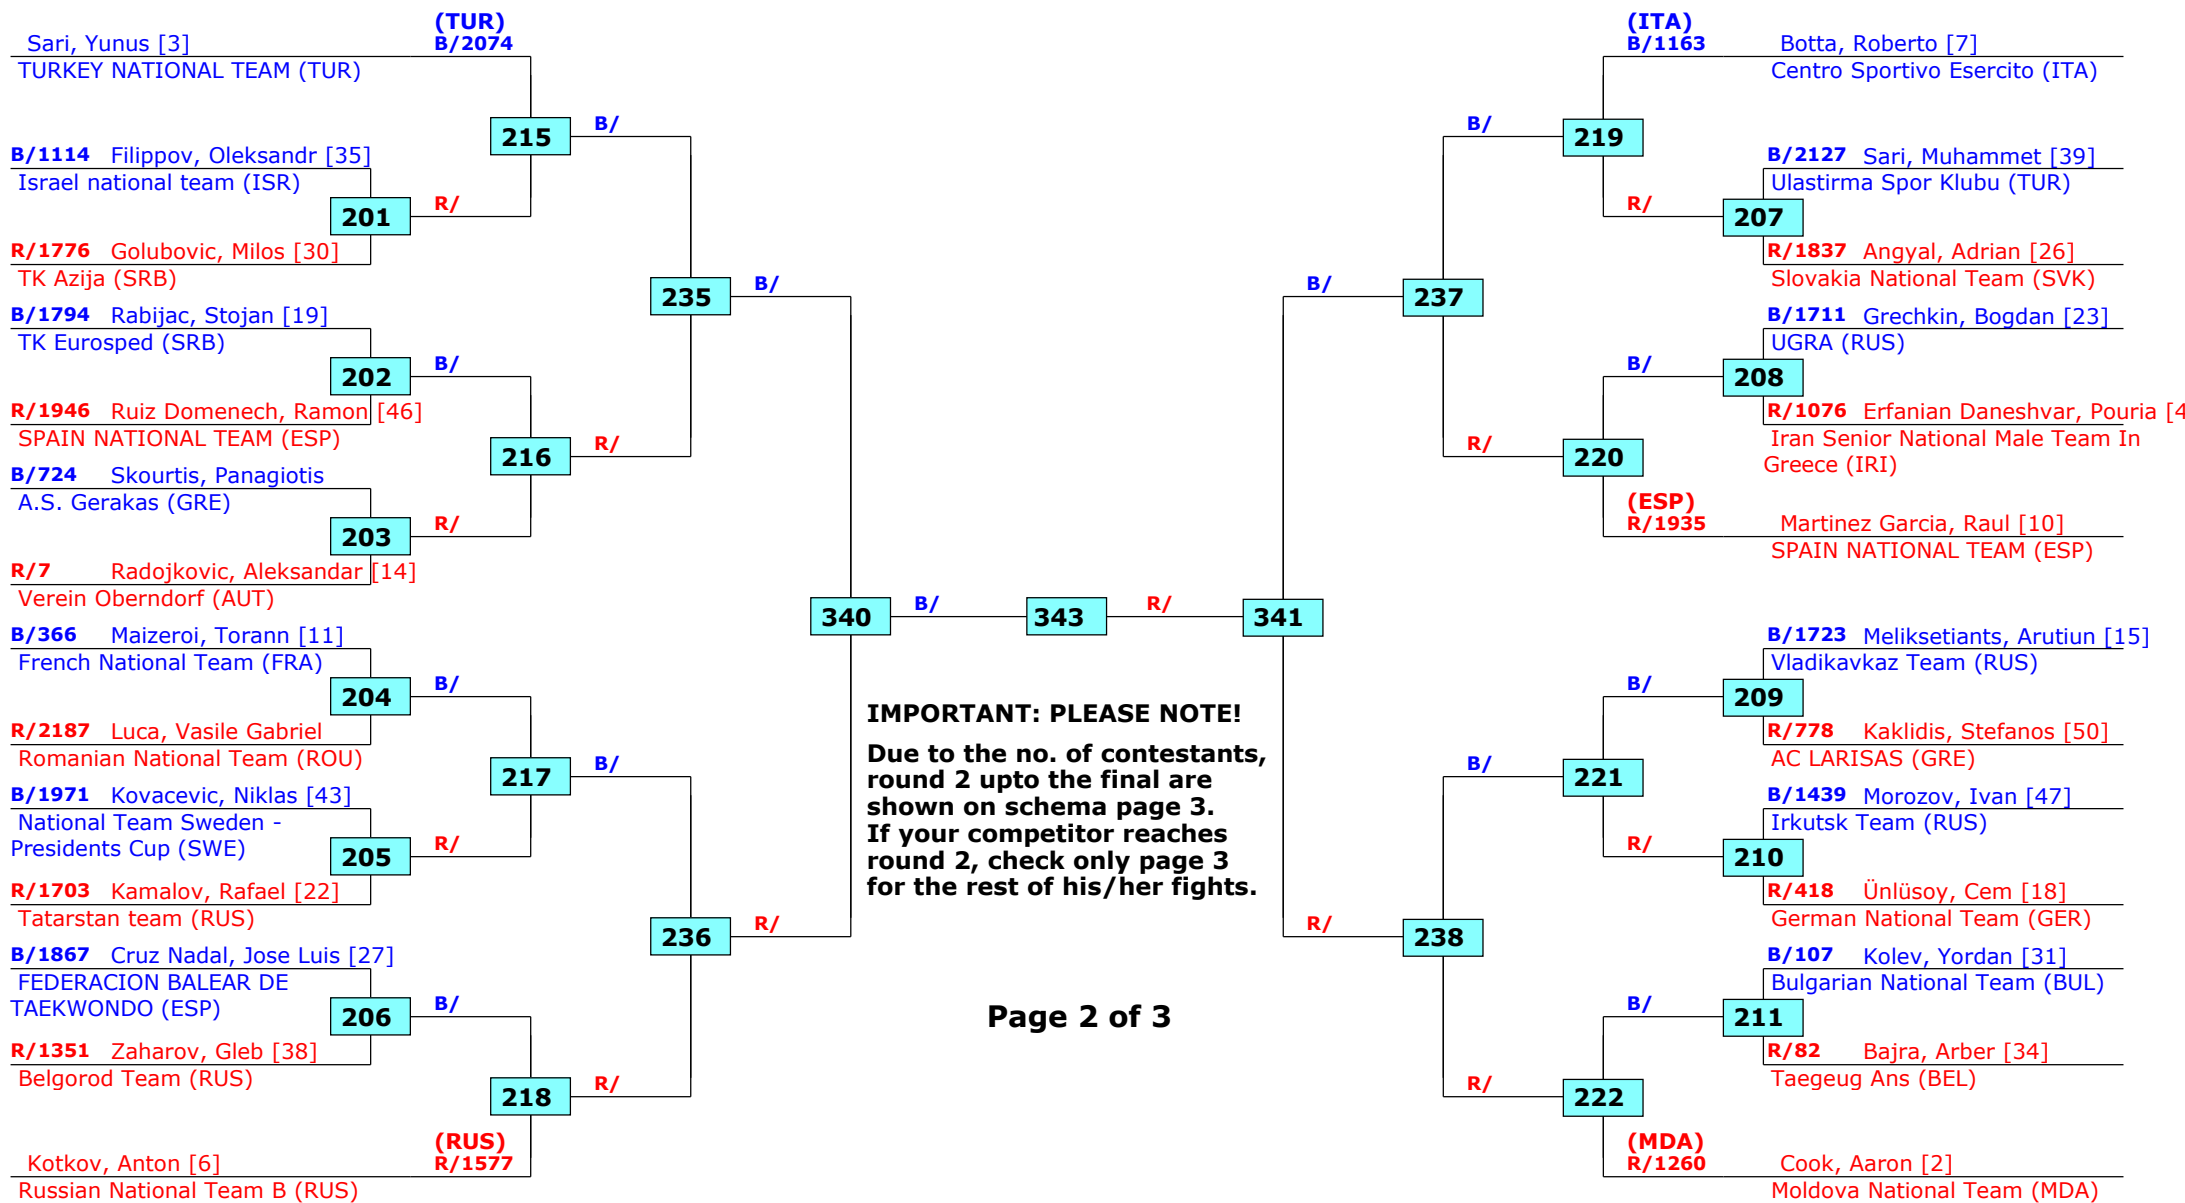 (TUR)
Sari, Yunus [3] B/2074
TURKEY NATIONAL TEAM (TUR)
215 B/
B/1114 Filippov, Oleksandr [35]
Israel national team (ISR)
201 R/
R/1776 Golubovic, Milos [30]
TK Azija (SRB)
235 B/
B/1794 Rabijac, Stojan [19]
TK Eurosped (SRB)
202 B/
R/1946 Ruiz Domenech, Ramon [46]
SPAIN NATIONAL TEAM (ESP)
216 R/
B/724 Skourtis, Panagiotis
A.S. Gerakas (GRE)
203 R/
R/7 Radojkovic, Aleksandar [14]
Verein Oberndorf (AUT)
340 B/ 343 R/ 341
B/366 Maizeroi, Torann [11]
French National Team (FRA)
204 B/
R/2187 Luca, Vasile Gabriel
Romanian National Team (ROU)
217 B/
B/1971 Kovacevic, Niklas [43]
National Team Sweden -
Presidents Cup (SWE)
205 R/
R/1703 Kamalov, Rafael [22]
Tatarstan team (RUS)
236 R/
B/1867 Cruz Nadal, Jose Luis [27]
FEDERACION BALEAR DE
TAEKWONDO (ESP)
206 B/
R/1351 Zaharov, Gleb [38]
Belgorod Team (RUS)
218 R/
(RUS)
Kotkov, Anton [6] R/1577
Russian National Team B (RUS)
IMPORTANT: PLEASE NOTE!
Due to the no. of contestants,
round 2 upto the final are
shown on schema page 3.
If your competitor reaches
round 2, check only page 3
for the rest of his/her fights.
Page 2 of 3
(ITA)
B/1163 Botta, Roberto [7]
Centro Sportivo Esercito (ITA)
B/ 219
B/2127 Sari, Muhammet [39]
Ulastirma Spor Klubu (TUR)
R/ 207
R/1837 Angyal, Adrian [26]
Slovakia National Team (SVK)
B/ 237
B/1711 Grechkin, Bogdan [23]
UGRA (RUS)
B/ 208
R/1076 Erfanian Daneshvar, Pouria [4
Iran Senior National Male Team In
Greece (IRI)
R/ 220
(ESP)
R/1935 Martinez Garcia, Raul [10]
SPAIN NATIONAL TEAM (ESP)
B/1723 Meliksetiants, Arutiun [15]
Vladikavkaz Team (RUS)
B/ 209
R/778 Kaklidis, Stefanos [50]
AC LARISAS (GRE)
B/ 221
B/1439 Morozov, Ivan [47]
Irkutsk Team (RUS)
R/ 210
R/418 Ünlüsoy, Cem [18]
German National Team (GER)
R/ 238
B/107 Kolev, Yordan [31]
Bulgarian National Team (BUL)
B/ 211
R/82 Bajra, Arber [34]
Taegeug Ans (BEL)
R/ 222
(MDA)
R/1260 Cook, Aaron [2]
Moldova National Team (MDA)